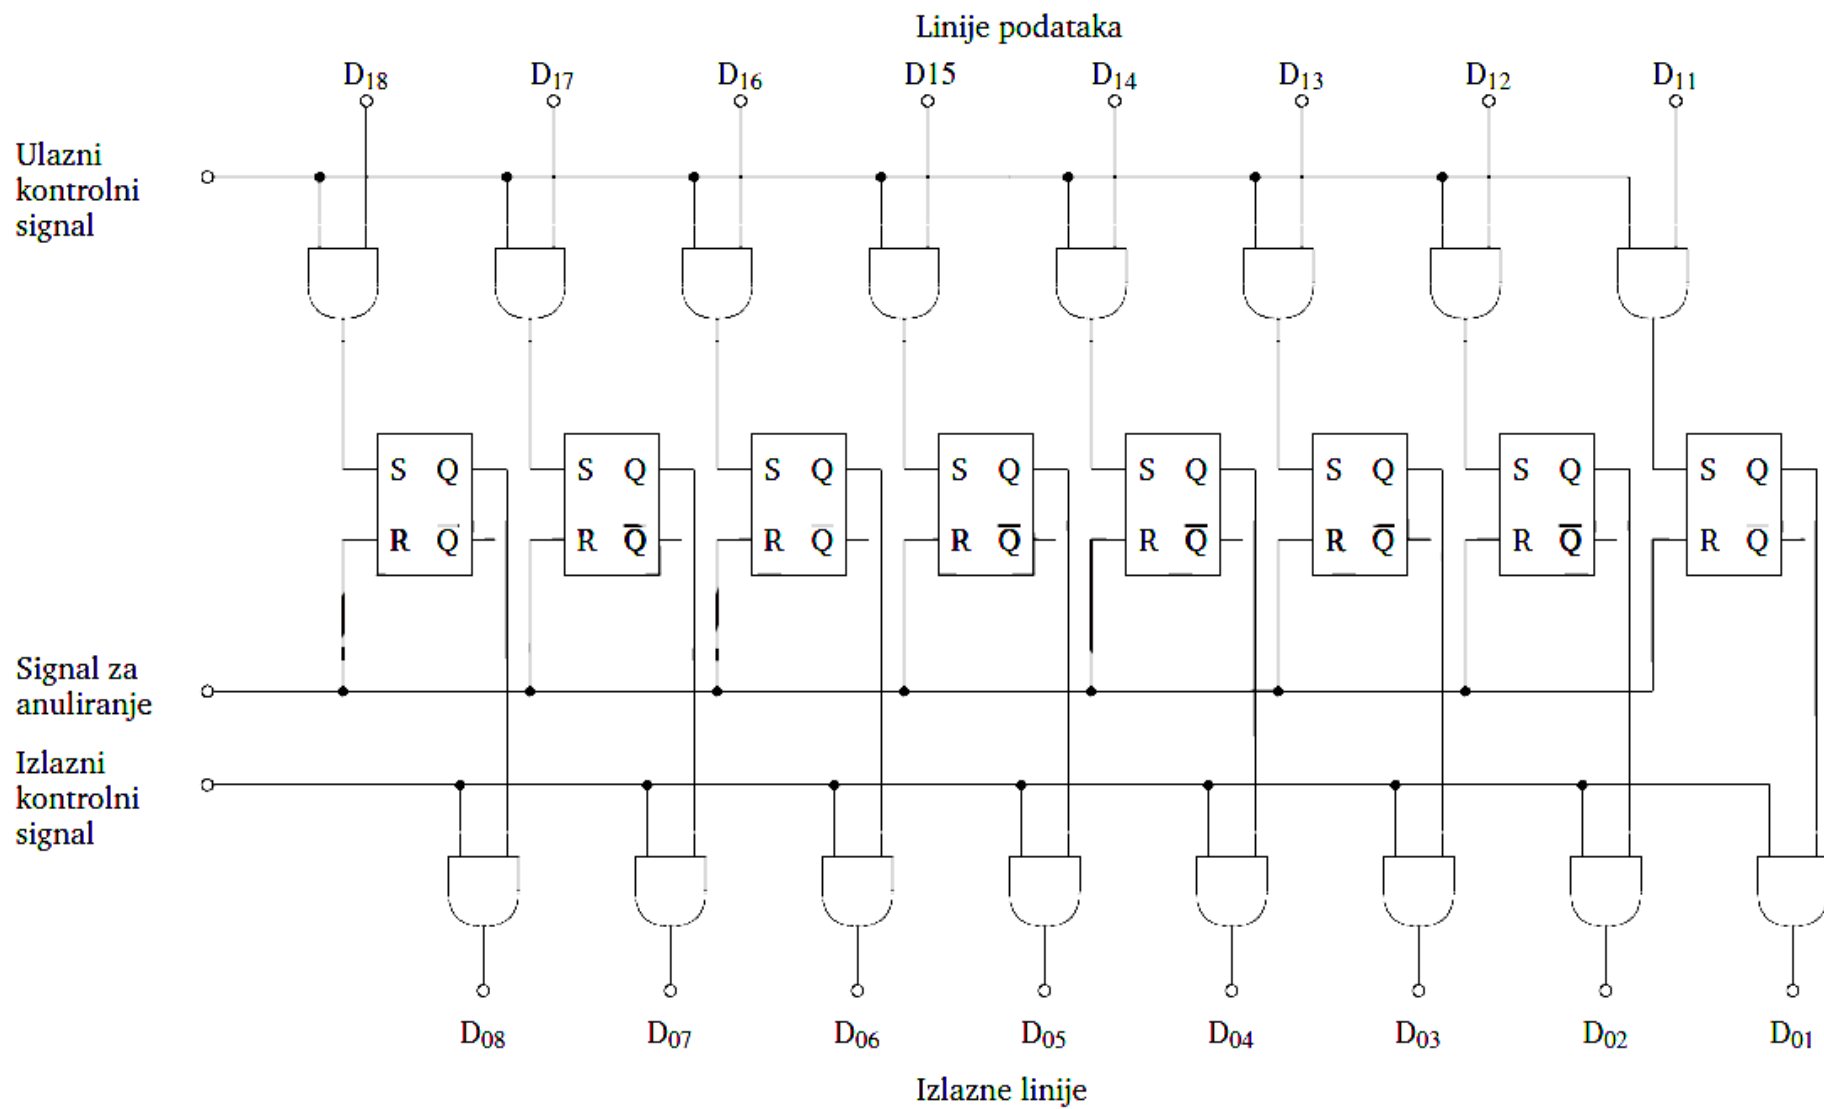 Linije podataka
D18 D17 D16 D15 D14 D13 D12 D11
Ulazni
kontrolni
signal
S Q S Q S Q S Q S Q S Q S Q S Q
R Q̅ R Q̅ R Q̅ R Q̅ R Q̅ R Q̅ R Q̅ R Q̅
Signal za
anuliranje
Izlazni
kontrolni
signal
D08 D07 D06 D05 D04 D03 D02 D01
Izlazne linije